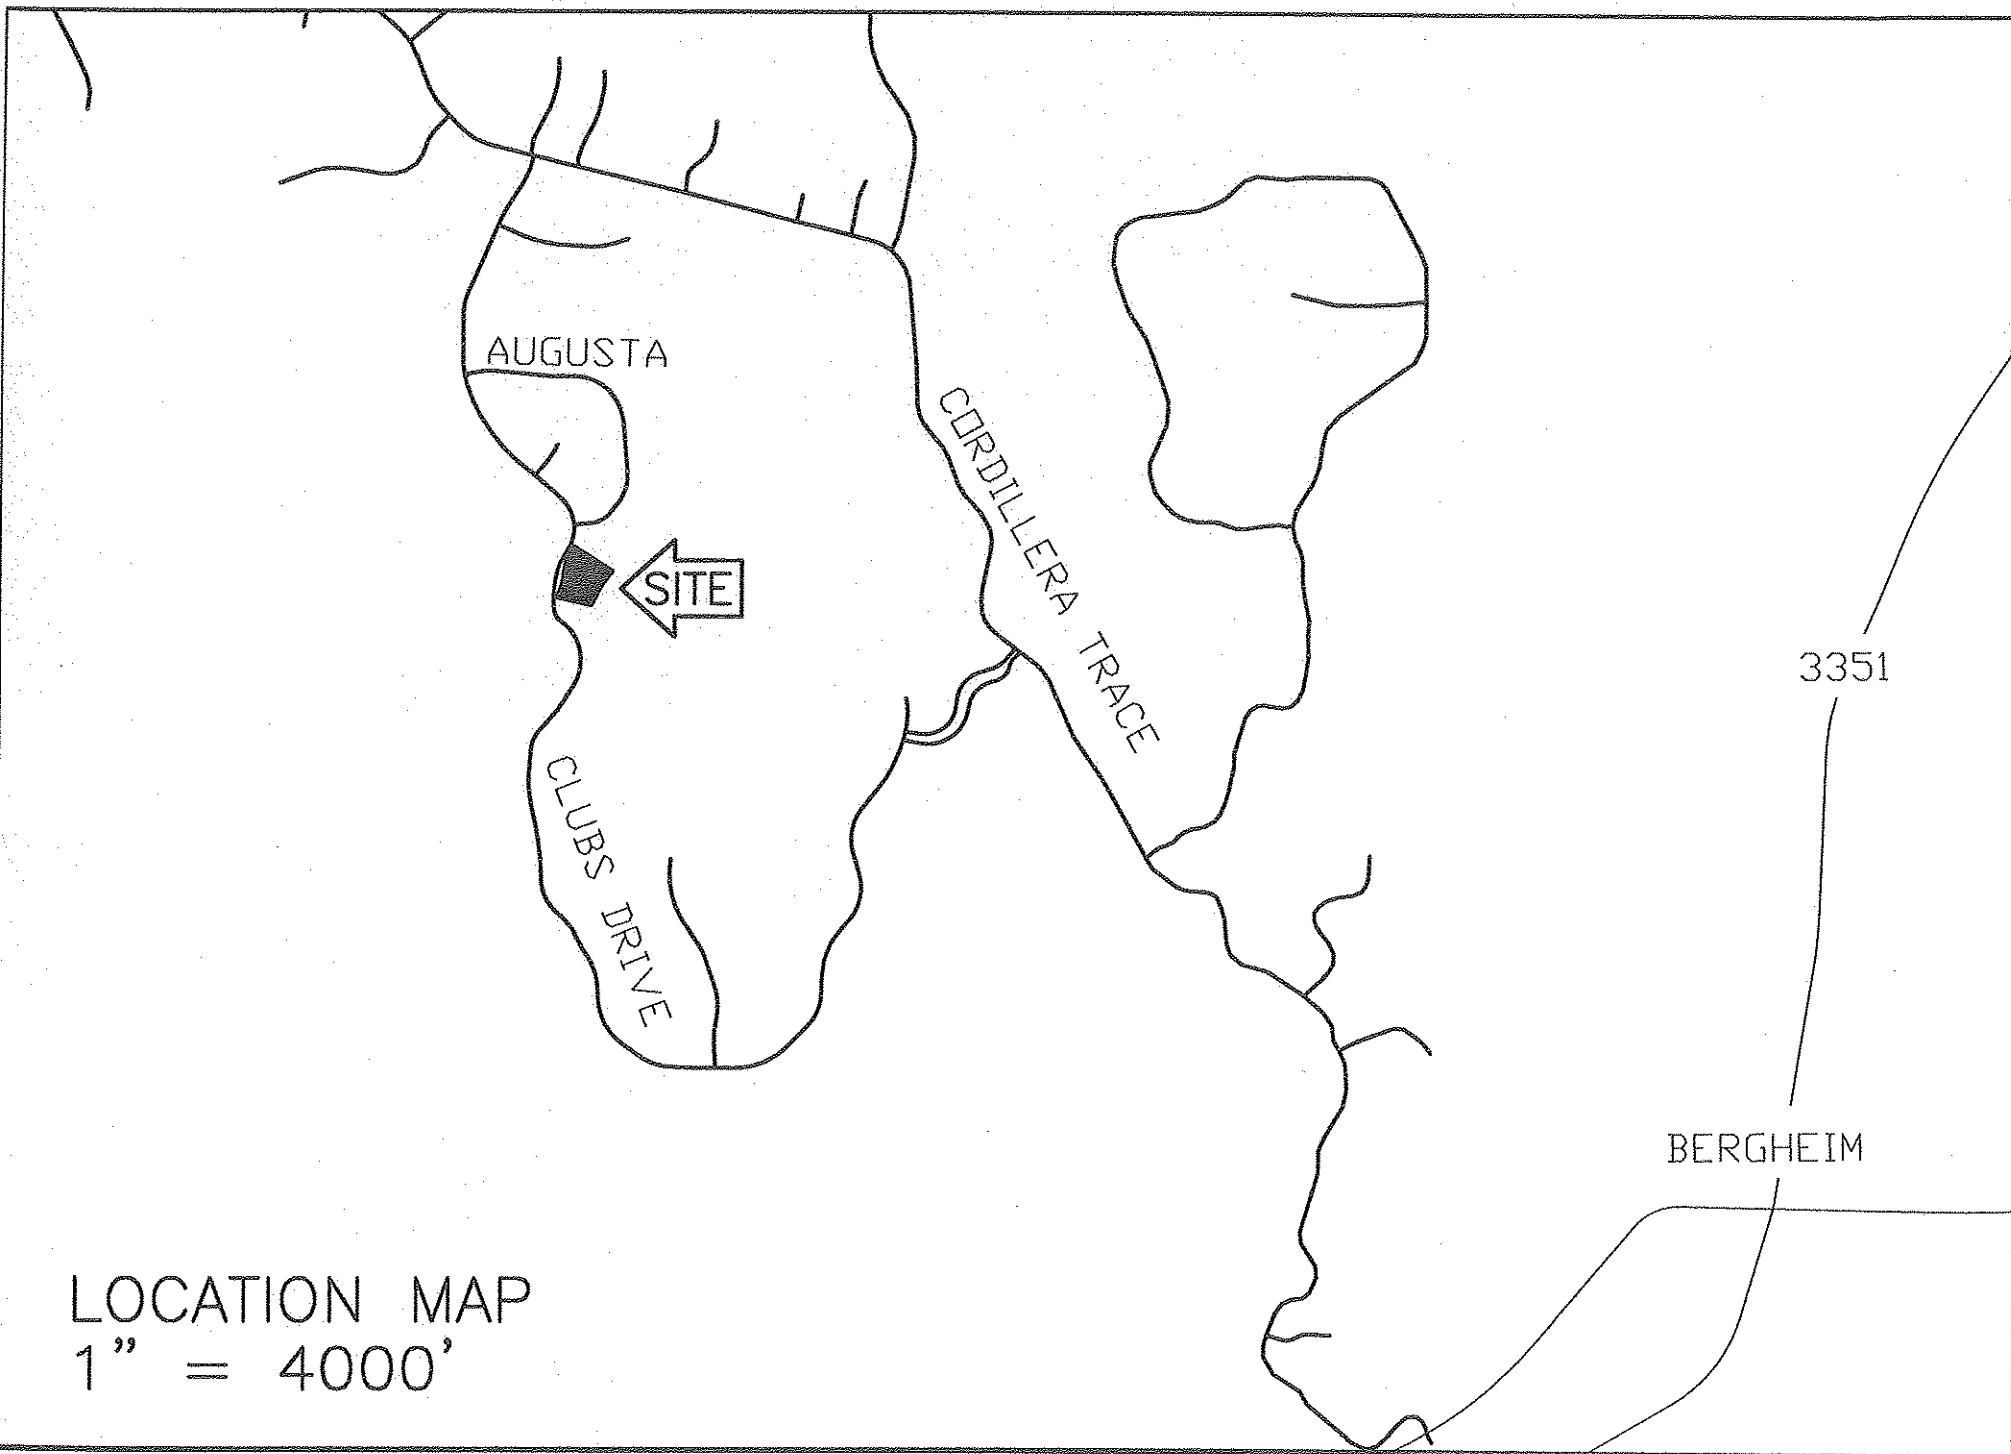 AUGUSTA
CORDILLERA TRACE
SITE
3351
CLUBS DRIVE
BERGHEIM
LOCATION MAP
1" = 4000'